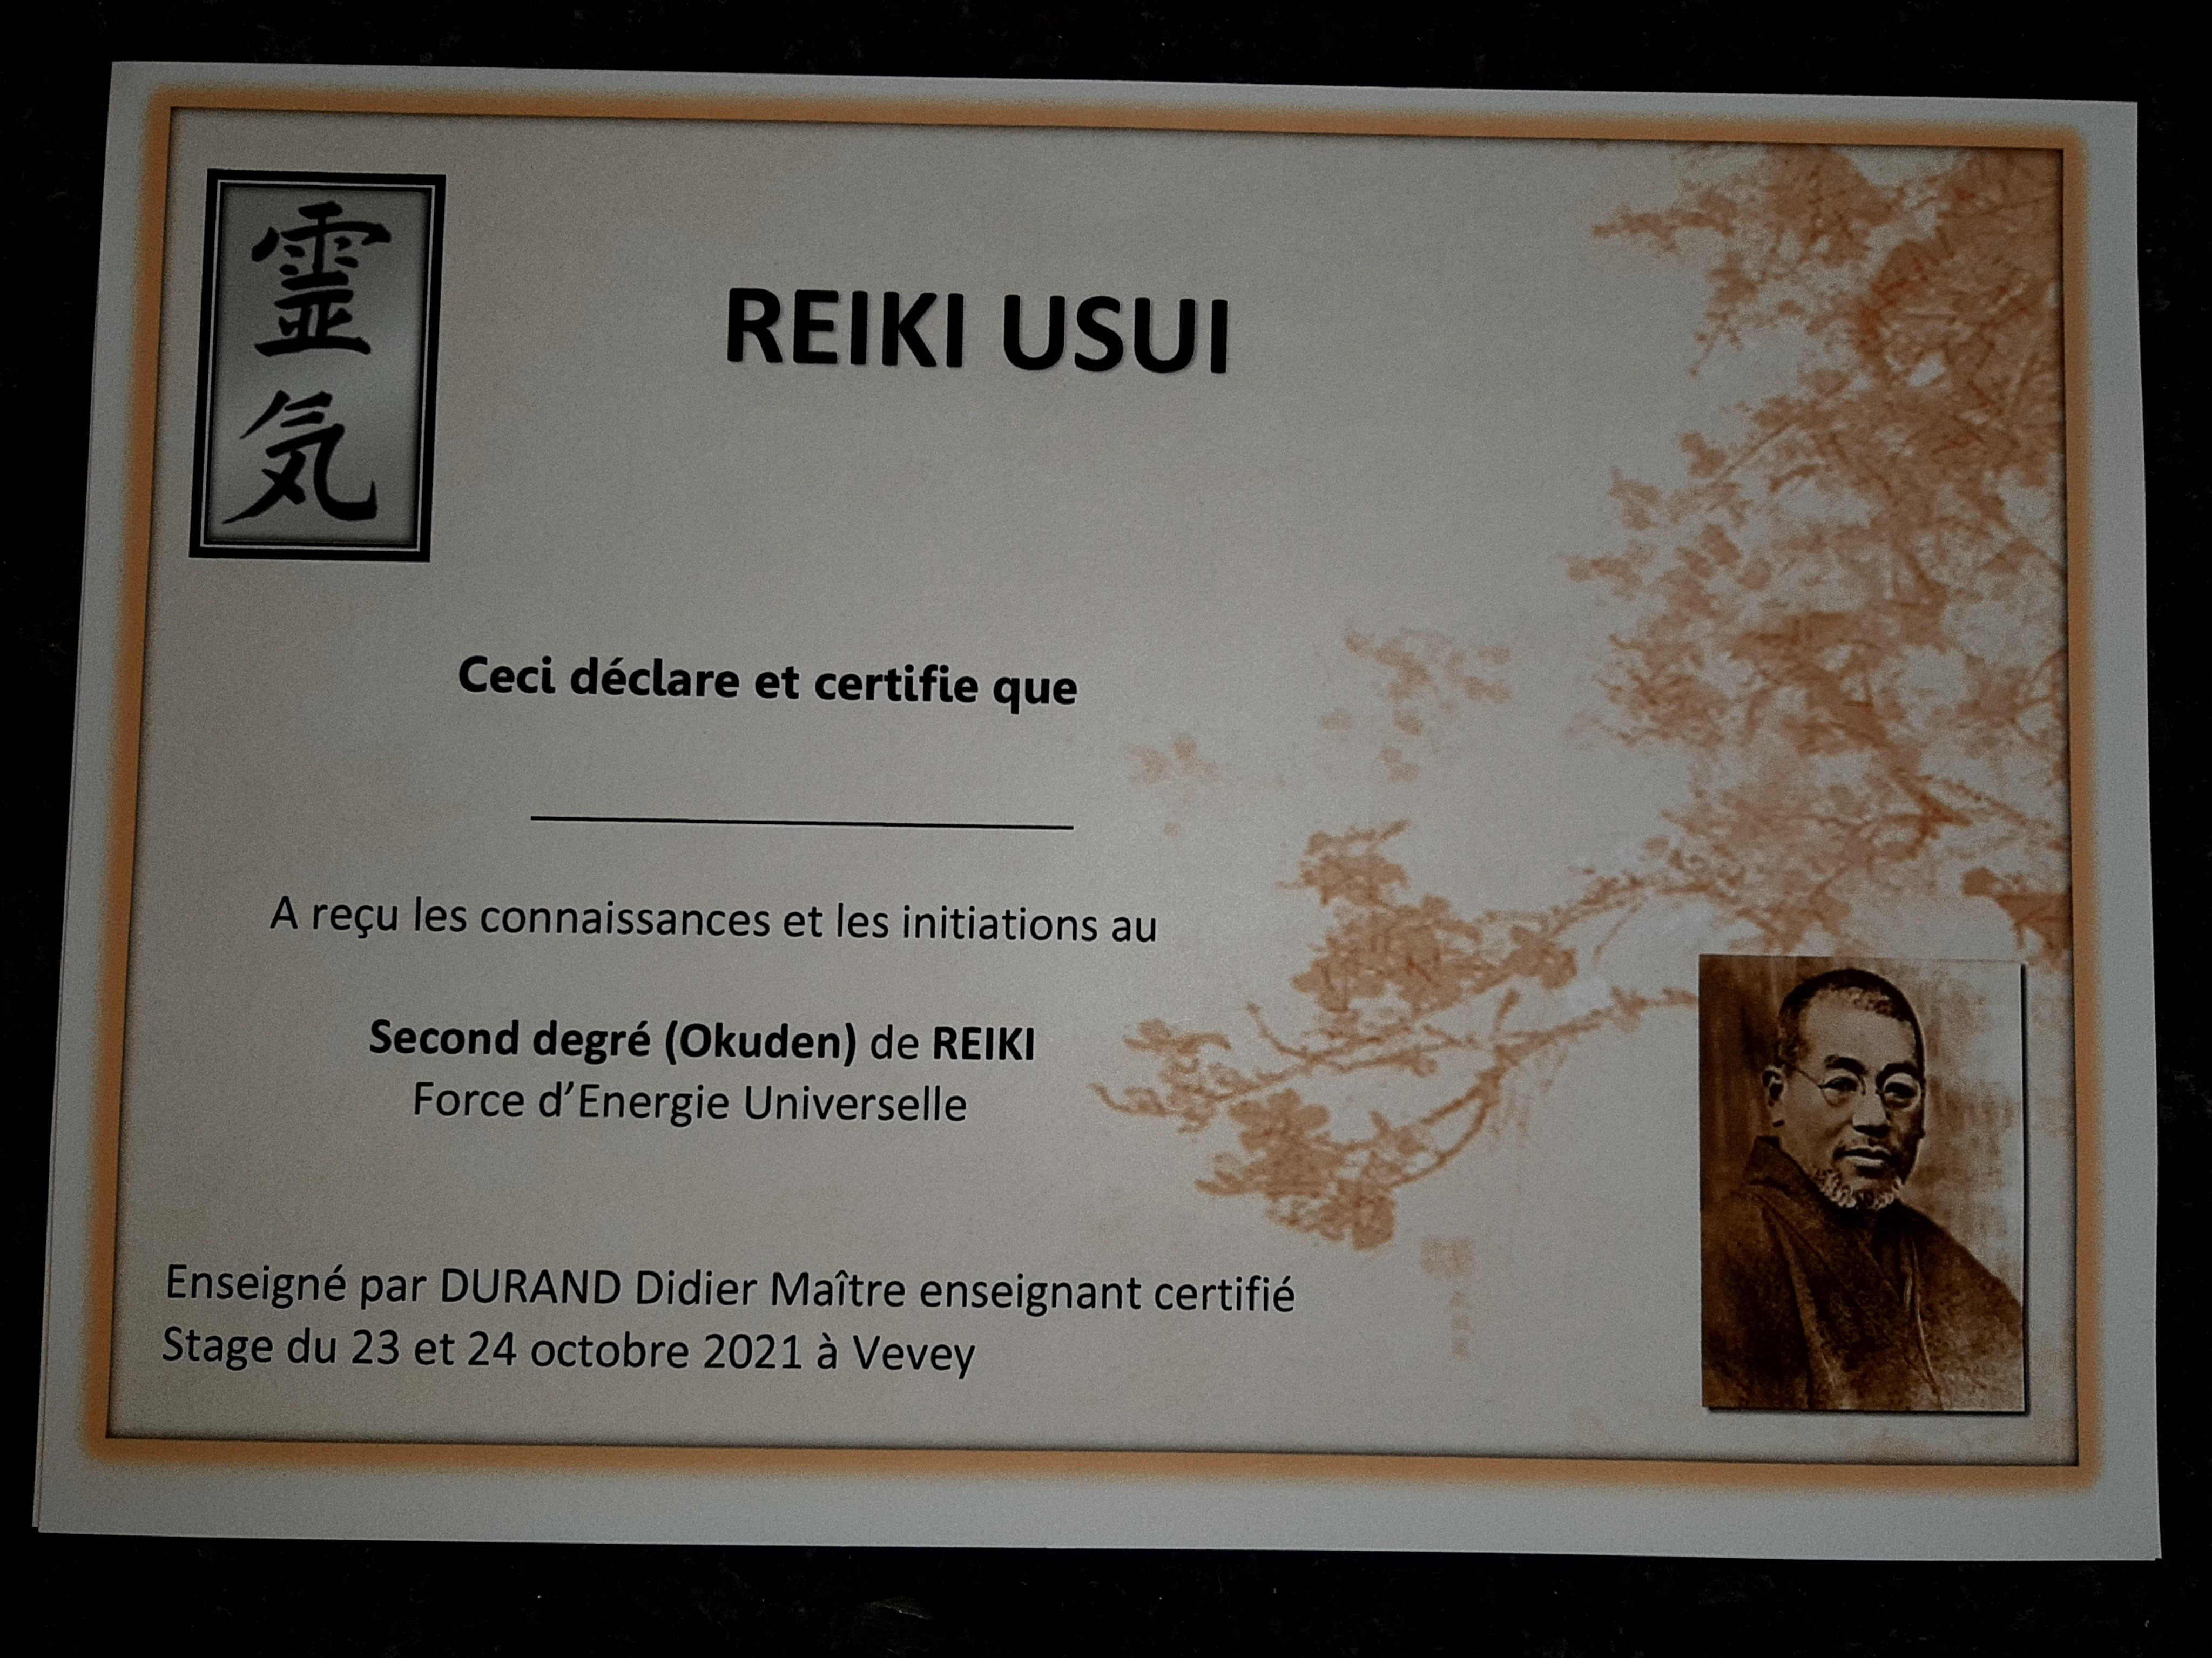 靈
気
REIKI USUI
Ceci déclare et certifie que
A reçu les connaissances et les initiations au
Second degré (Okuden) de REIKI
Force d’Energie Universelle
Enseigné par DURAND Didier Maître enseignant certifié
Stage du 23 et 24 octobre 2021 à Vevey